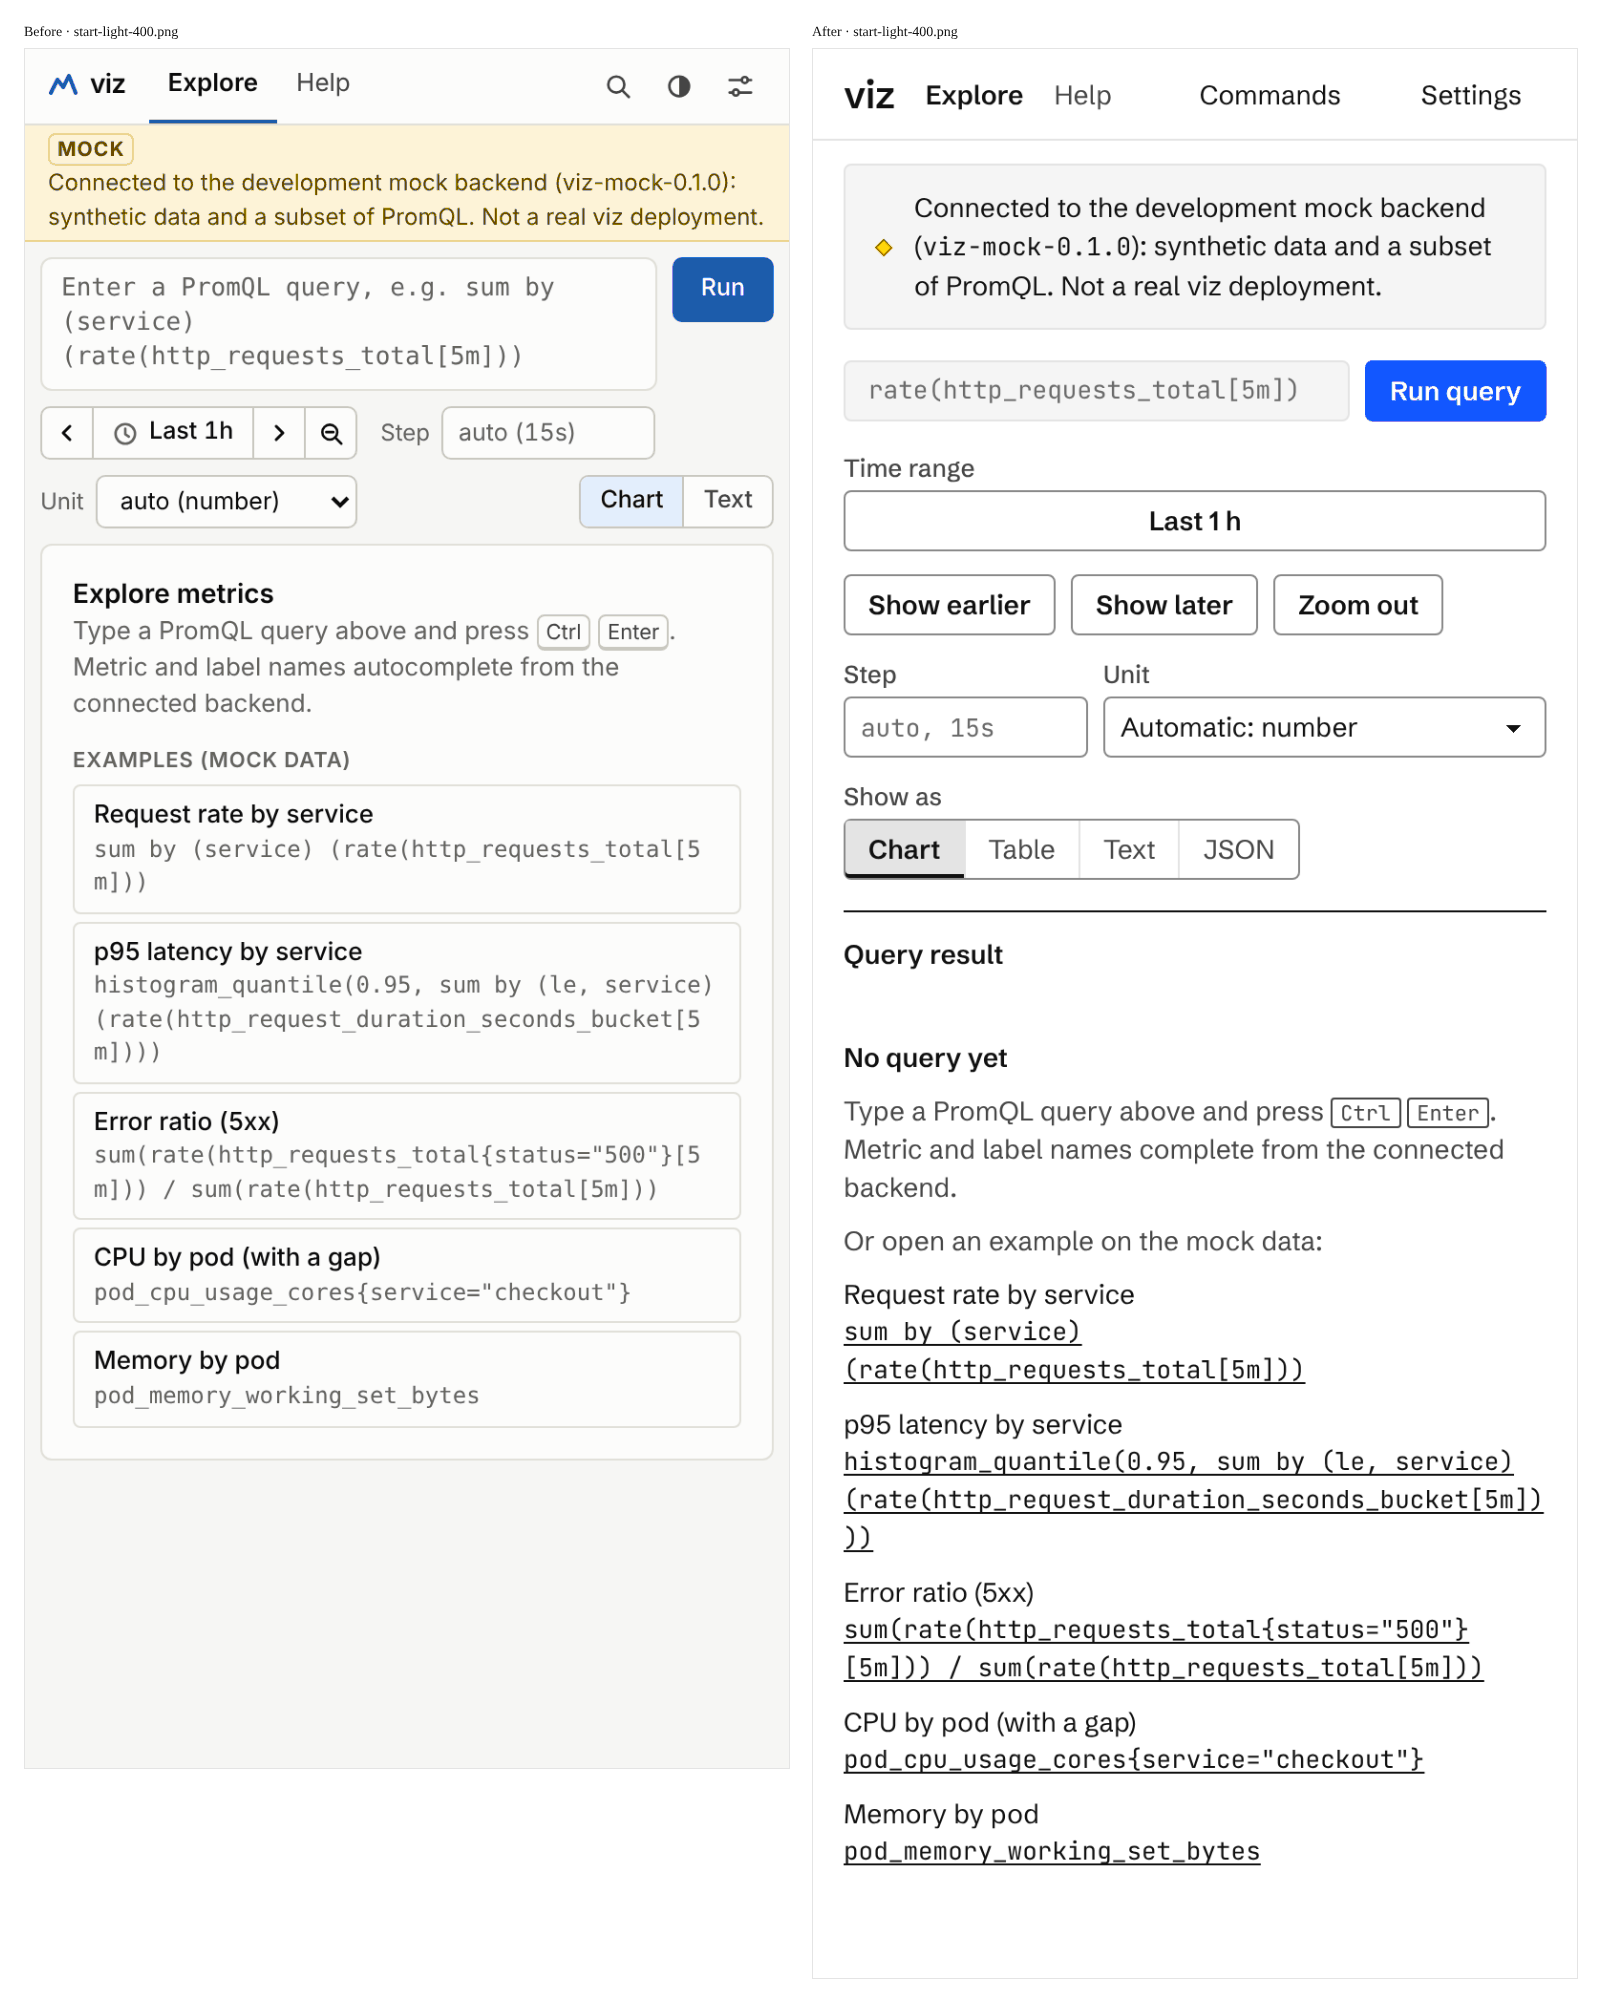 Before · start-light-400.png
viz Explore Help
MOCK
Connected to the development mock backend (viz-mock-0.1.0):
synthetic data and a subset of PromQL. Not a real viz deployment.
Enter a PromQL query, e.g. sum by
(service)
(rate(http_requests_total[5m]))
Run
Last 1h
Step
auto (15s)
Unit
auto (number)
Chart
Text
Explore metrics
Type a PromQL query above and press Ctrl Enter.
Metric and label names autocomplete from the
connected backend.
EXAMPLES (MOCK DATA)
Request rate by service
sum by (service) (rate(http_requests_total[5
m]))
p95 latency by service
histogram_quantile(0.95, sum by (le, service)
(rate(http_request_duration_seconds_bucket[5
m])))
Error ratio (5xx)
sum(rate(http_requests_total{status="500"}[5
m])) / sum(rate(http_requests_total[5m]))
CPU by pod (with a gap)
pod_cpu_usage_cores{service="checkout"}
Memory by pod
pod_memory_working_set_bytes
After · start-light-400.png
viz Explore Help Commands Settings
Connected to the development mock backend
(viz-mock-0.1.0): synthetic data and a subset
of PromQL. Not a real viz deployment.
rate(http_requests_total[5m])
Run query
Time range
Last 1 h
Show earlier
Show later
Zoom out
Step
Unit
auto, 15s
Automatic: number
Show as
Chart
Table
Text
JSON
Query result
No query yet
Type a PromQL query above and press Ctrl Enter.
Metric and label names complete from the connected
backend.
Or open an example on the mock data:
Request rate by service
sum by (service)
(rate(http_requests_total[5m]))
p95 latency by service
histogram_quantile(0.95, sum by (le, service)
(rate(http_request_duration_seconds_bucket[5m])
))
Error ratio (5xx)
sum(rate(http_requests_total{status="500"}
[5m])) / sum(rate(http_requests_total[5m]))
CPU by pod (with a gap)
pod_cpu_usage_cores{service="checkout"}
Memory by pod
pod_memory_working_set_bytes